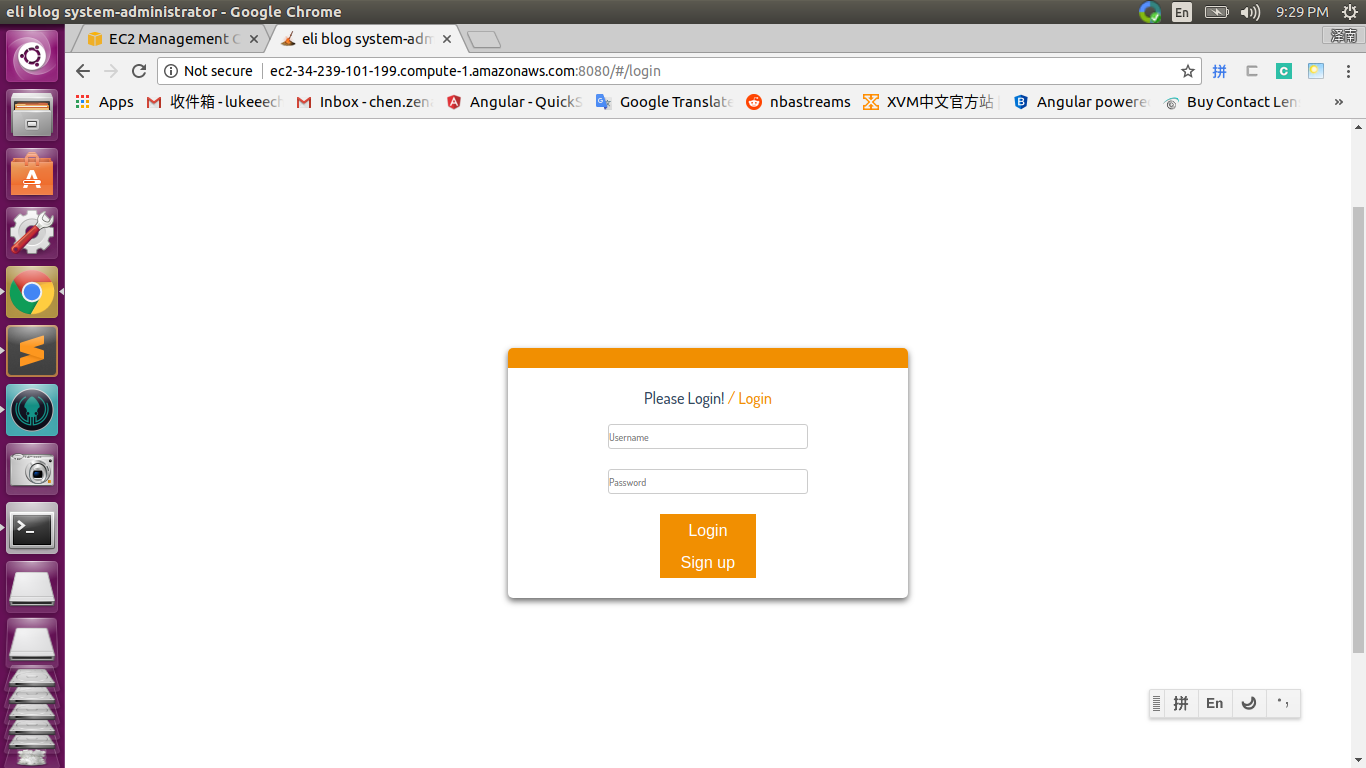 eli blog system-administrator - Google Chrome
En
9:29 PM
EC2 Management C
eli blog system-adm
泽南
Not secure
ec2-34-239-101-199.compute-1.amazonaws.com:8080/#/login
拼
Apps
收件箱 - lukeeech
Inbox - chen.zen
Angular - QuickS
Google Translate
nbastreams
XVM中文官方站 |
Angular powere
Buy Contact Len
»
Please Login! / Login
Username
Password
Login
Sign up
拼
En